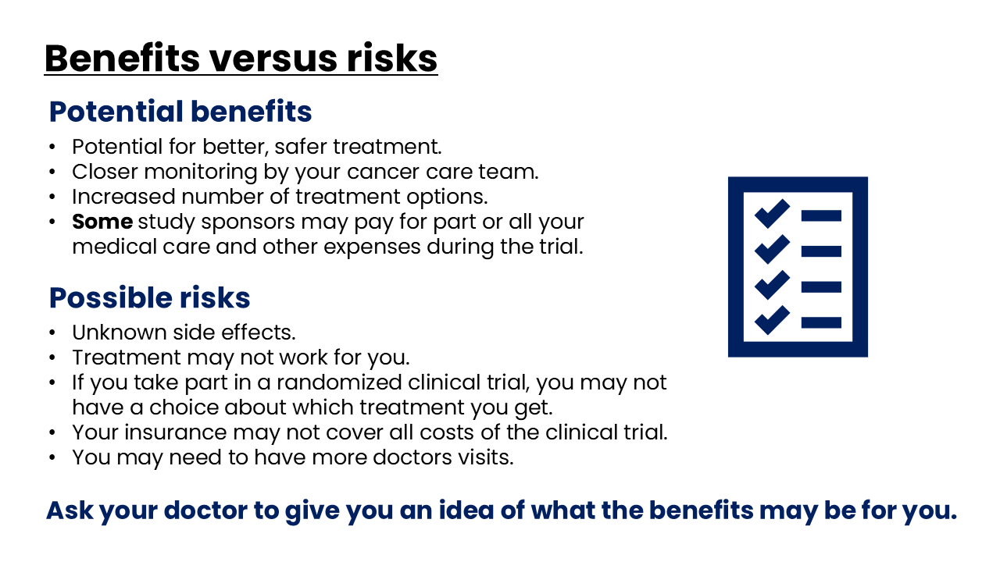 Benefits versus risks
Potential benefits
• Potential for better, safer treatment.
• Closer monitoring by your cancer care team.
• Increased number of treatment options.
• Some study sponsors may pay for part or all your
medical care and other expenses during the trial.
Possible risks
• Unknown side effects.
• Treatment may not work for you.
• If you take part in a randomized clinical trial, you may not
have a choice about which treatment you get.
• Your insurance may not cover all costs of the clinical trial.
• You may need to have more doctors visits.
Ask your doctor to give you an idea of what the benefits may be for you.